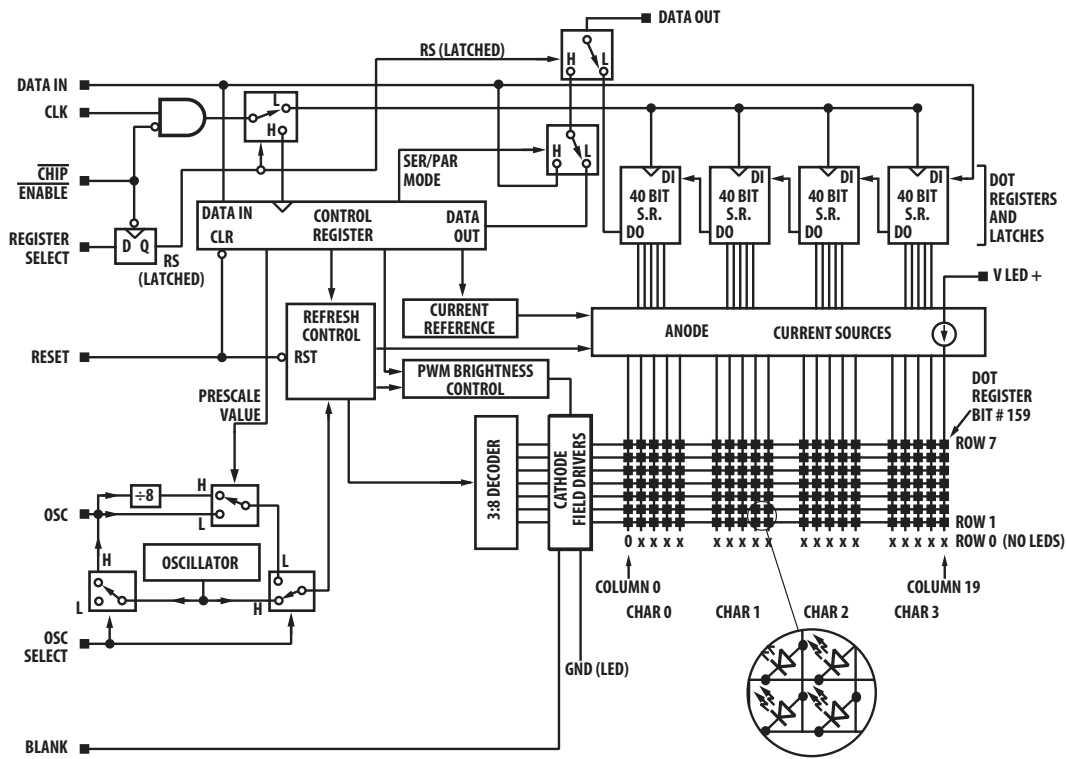 DATA OUT
RS (LATCHED)
H
L
DATA IN
CLK
L
H
CHIP
ENABLE
SER/PAR
MODE
H
L
DI
40 BIT
S.R.
DO
DI
40 BIT
S.R.
DO
DI
40 BIT
S.R.
DO
DI
40 BIT
S.R.
DO
DOT
REGISTERS
AND
LATCHES
DATA IN
CLR
CONTROL
REGISTER
DATA
OUT
REGISTER
SELECT
D Q
RS
(LATCHED)
V LED +
REFRESH
CONTROL
RST
CURRENT
REFERENCE
ANODE
CURRENT SOURCES
RESET
PWM BRIGHTNESS
CONTROL
PRESCALE
VALUE
DOT
REGISTER
BIT # 159
3:8 DECODER
CATHODE
FIELD DRIVERS
ROW 7
ROW 1
0 x x x x x x x x x x x x x x x x x x x
ROW 0 (NO LEDS)
÷8
H
L
OSC
H
L
OSCILLATOR
L
H
COLUMN 0
COLUMN 19
CHAR 0
CHAR 1
CHAR 2
CHAR 3
OSC
SELECT
GND (LED)
BLANK